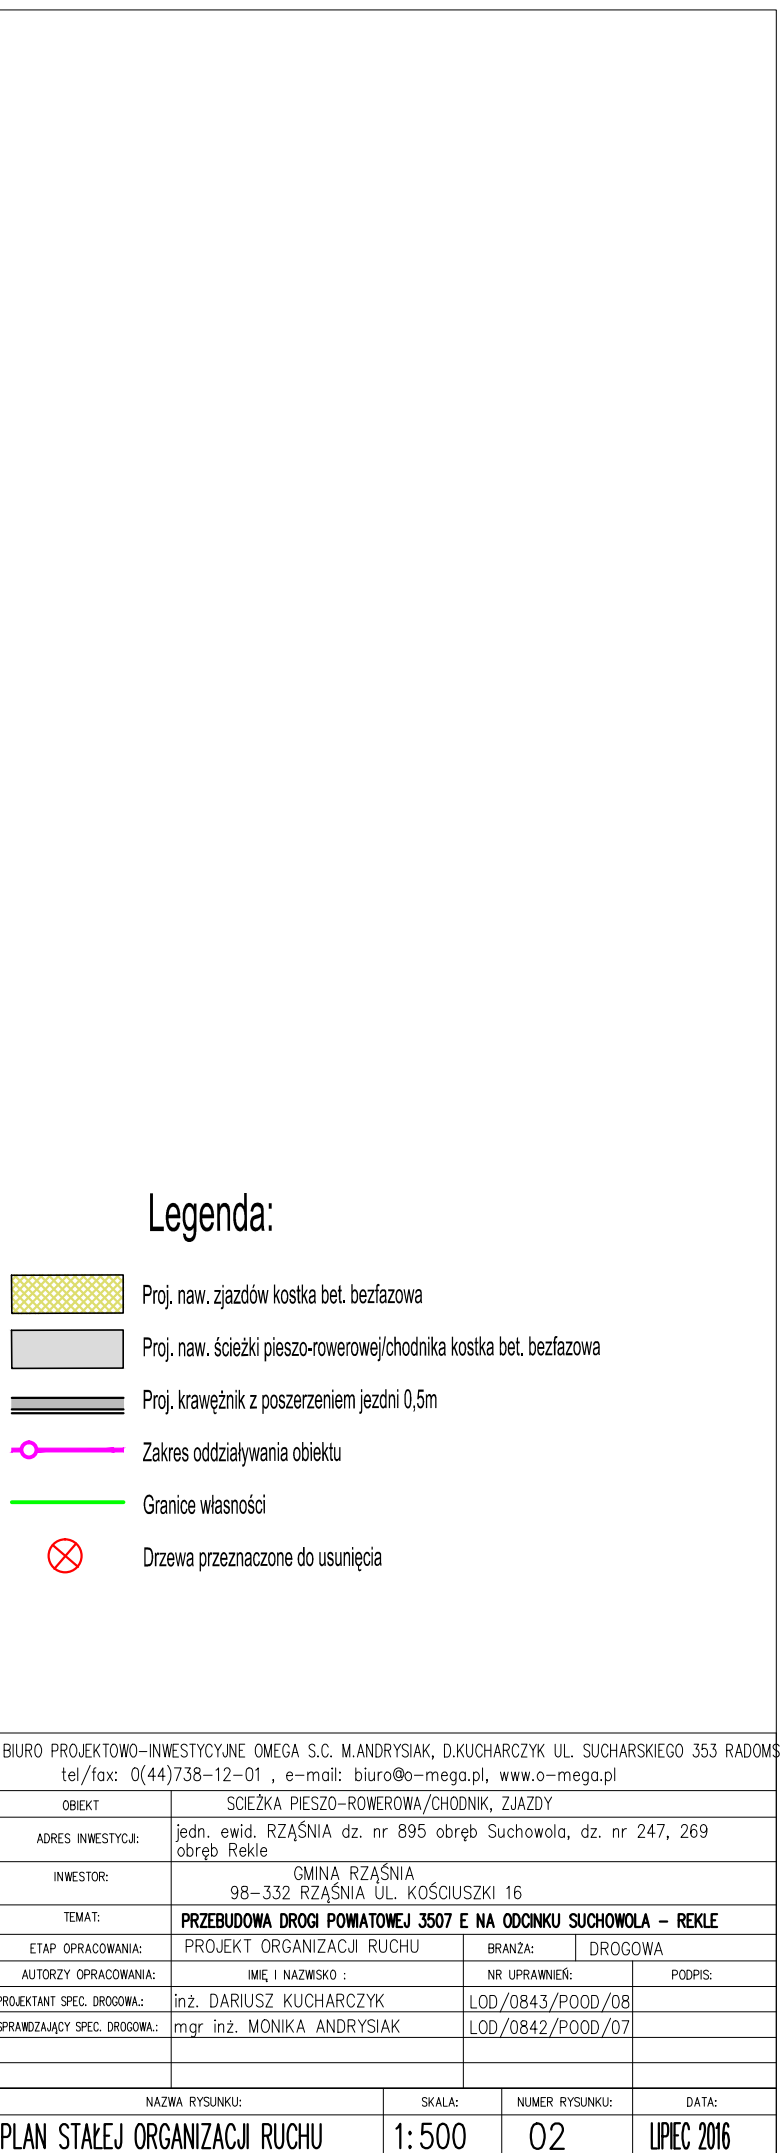 Legenda:
Proj. naw. zjazdów kostka bet. bezfazowa
Proj. naw. ścieżki pieszo-rowerowej/chodnika kostka bet. bezfazowa
Proj. krawężnik z poszerzeniem jezdni 0,5m
Zakres oddziaływania obiektu
Granice własności
Drzewa przeznaczone do usunięcia
BIURO PROJEKTOWO-INWESTYCYJNE OMEGA S.C. M.ANDRYSIAK, D.KUCHARCZYK UL. SUCHARSKIEGO 353 RADOMS
tel/fax: 0(44)738-12-01 , e-mail: biuro@o-mega.pl, www.o-mega.pl
OBIEKT SCIEŻKA PIESZO-ROWEROWA/CHODNIK, ZJAZDY
ADRES INWESTYCJI: jedn. ewid. RZĄŚNIA dz. nr 895 obręb Suchowola, dz. nr 247, 269
obręb Rekle
INWESTOR: GMINA RZĄŚNIA
98-332 RZĄŚNIA UL. KOŚCIUSZKI 16
TEMAT: PRZEBUDOWA DROGI POWIATOWEJ 3507 E NA ODCINKU SUCHOWOLA - REKLE
ETAP OPRACOWANIA: PROJEKT ORGANIZACJI RUCHU BRANŻA: DROGOWA
AUTORZY OPRACOWANIA: IMIĘ I NAZWISKO : NR UPRAWNIEŃ: PODPIS:
PROJEKTANT SPEC. DROGOWA.: inż. DARIUSZ KUCHARCZYK LOD/0843/POOD/08
SPRAWDZAJĄCY SPEC. DROGOWA.: mgr inż. MONIKA ANDRYSIAK LOD/0842/POOD/07
NAZWA RYSUNKU: SKALA: NUMER RYSUNKU: DATA:
PLAN STAŁEJ ORGANIZACJI RUCHU 1:500 02 LIPIEC 2016